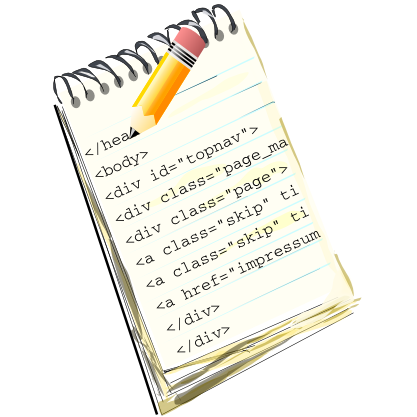 </hea
<body>
<div id="topnav">
<div class="page_ma
<div class="page">
<a class="skip" ti
<a class="skip" ti
<a href="impressum
</div>
</div>